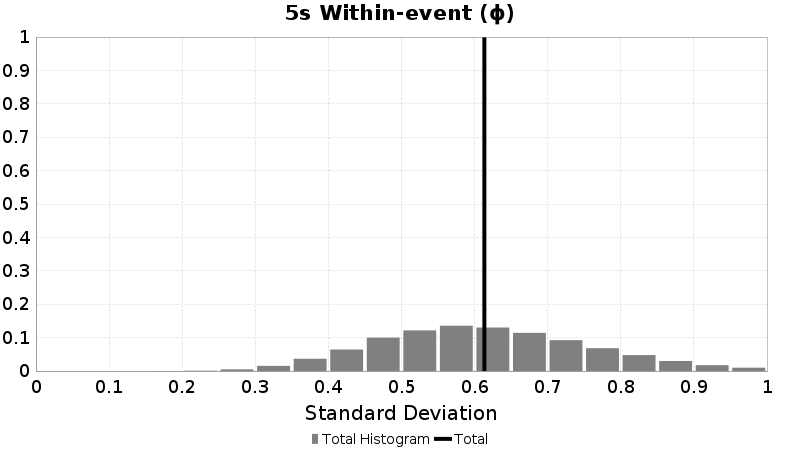 5s Within-event (ϕ)
1
0.9
0.8
0.7
0.6
0.5
0.4
0.3
0.2
0.1
0
0 0.1 0.2 0.3 0.4 0.5 0.6 0.7 0.8 0.9 1
Standard Deviation
Total Histogram Total